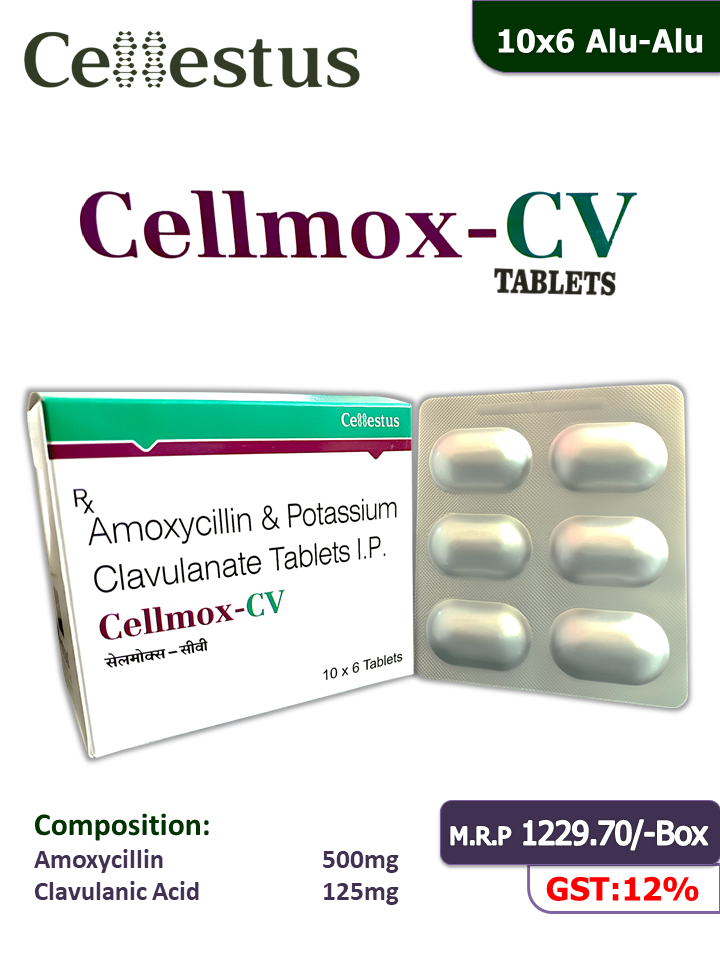 Cellestus
10x6 Alu-Alu
Cellmox-CV
TABLETS
Cellestus
Rx
Amoxycillin & Potassium
Clavulanate Tablets I.P.
Cellmox-CV
सेलमोक्स – सीवी
10 x 6 Tablets
Composition:
Amoxycillin 500mg
Clavulanic Acid 125mg
M.R.P 1229.70/-Box
GST:12%